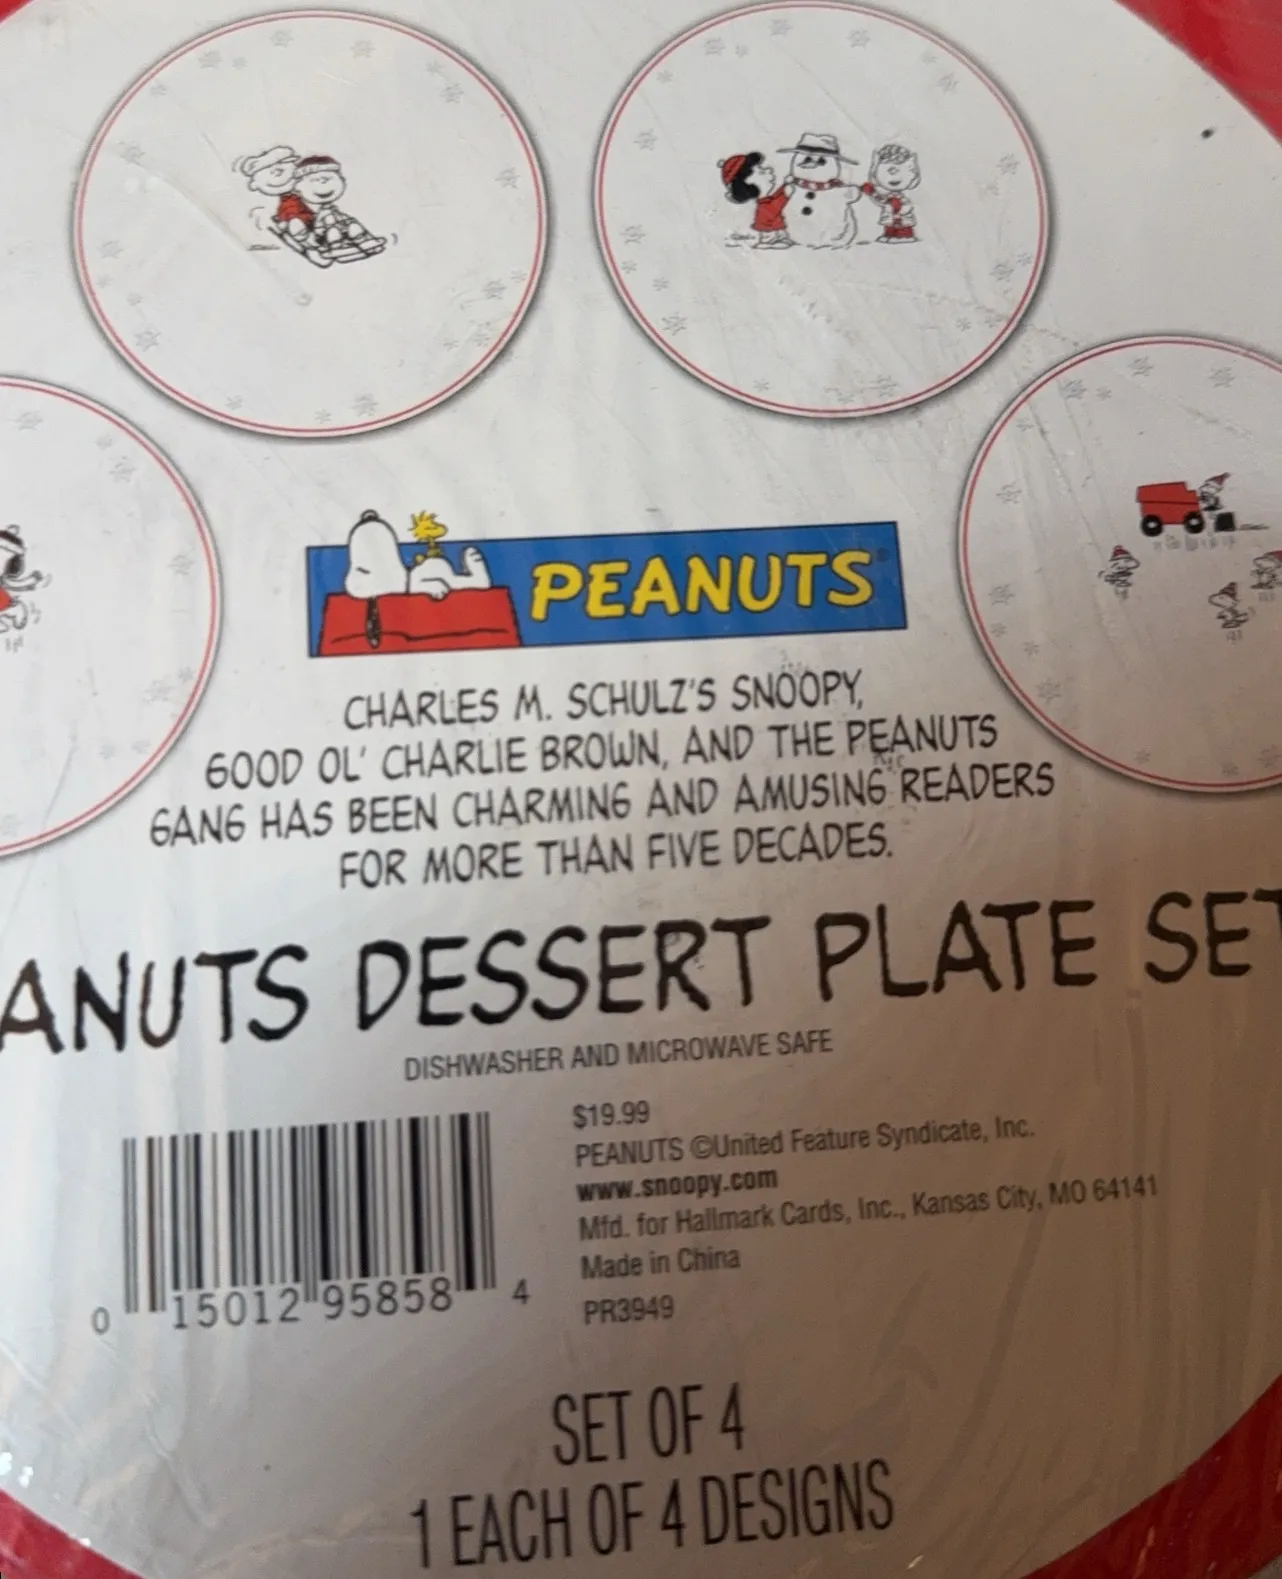 PEANUTS
CHARLES M. SCHULZ'S SNOOPY,
GOOD OL' CHARLIE BROWN, AND THE PEANUTS
GANG HAS BEEN CHARMING AND AMUSING READERS
FOR MORE THAN FIVE DECADES.
ANUTS DESSERT PLATE SET
DISHWASHER AND MICROWAVE SAFE
$19.99
PEANUTS ©United Feature Syndicate, Inc.
www.snoopy.com
Mfd. for Hallmark Cards, Inc., Kansas City, MO 64141
Made in China
PR3949
0 15012 95858 4
SET OF 4
1 EACH OF 4 DESIGNS